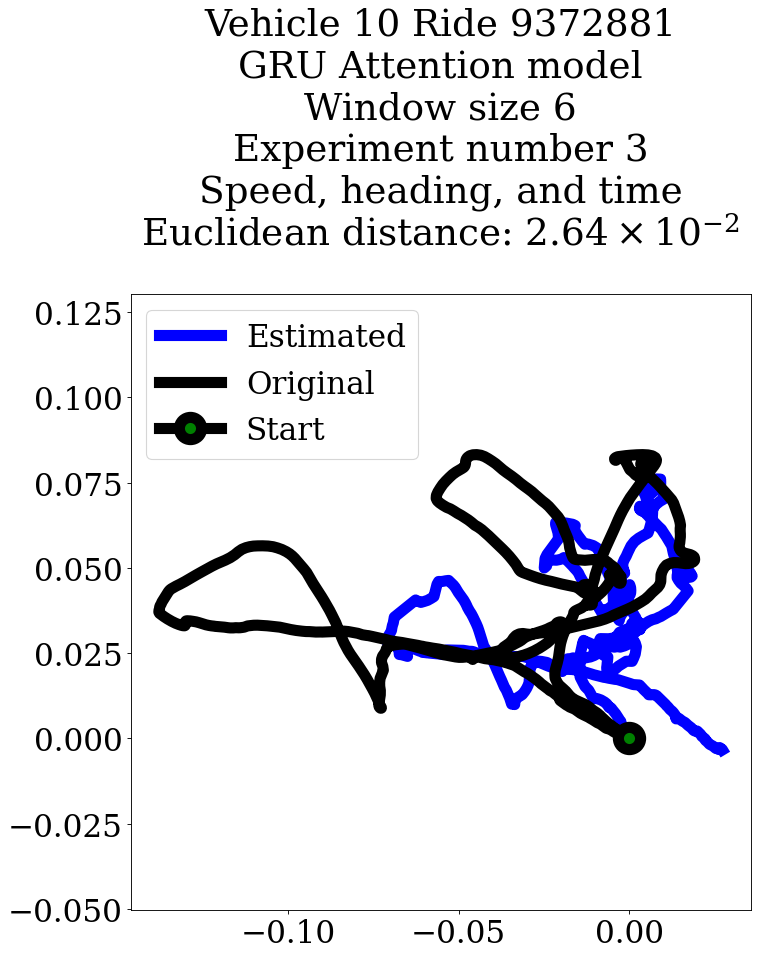 Vehicle 10 Ride 9372881
GRU Attention model
Window size 6
Experiment number 3
Speed, heading, and time
Euclidean distance: 2.64 × 10⁻²
0.125
Estimated
0.100
Original
Start
0.075
0.050
0.025
0.000
−0.025
−0.050
−0.10 −0.05 0.00